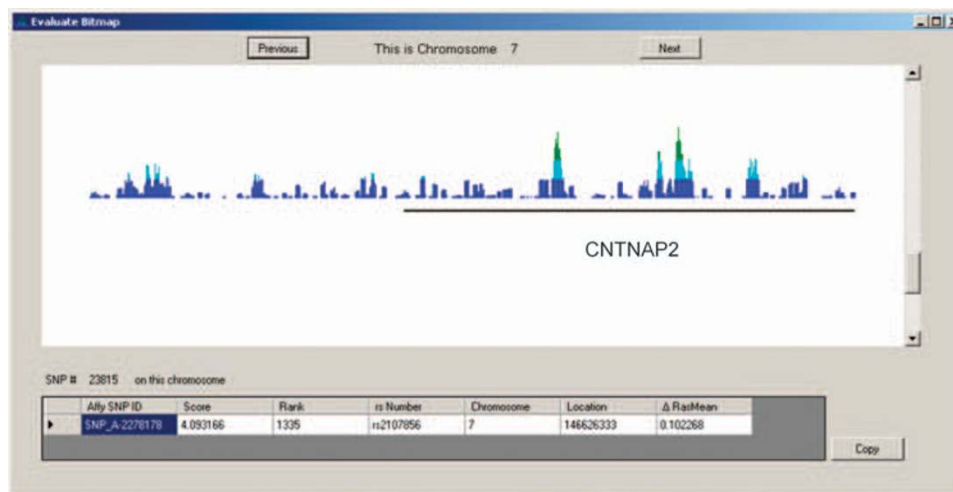 Evaluate Bitmap
Previous This is Chromosome 7 Next
CNTNAP2
SNP # 23815 on this chromosome
Affy SNP ID Score Rank rs Number Chromosome Location Δ RasMean
SNP_A-2278178 4.093166 1335 rs2107856 7 146626333 0.102268
Copy